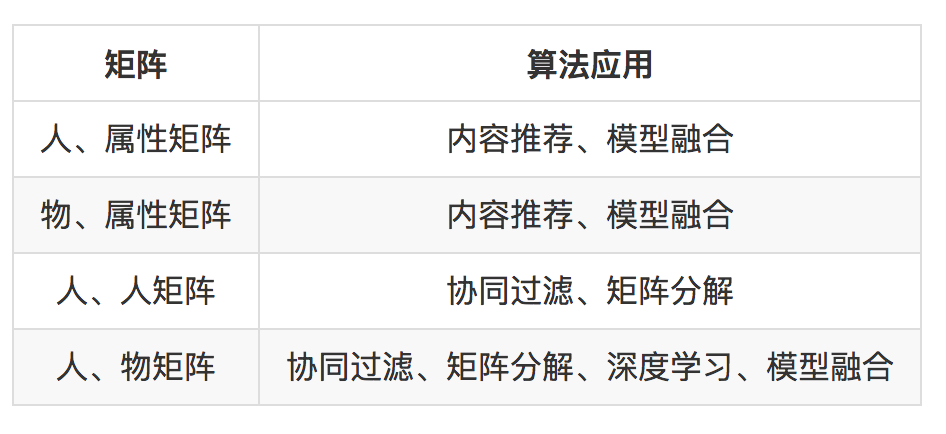 矩阵 算法应用
人、属性矩阵 内容推荐、模型融合
物、属性矩阵 内容推荐、模型融合
人、人矩阵 协同过滤、矩阵分解
人、物矩阵 协同过滤、矩阵分解、深度学习、模型融合